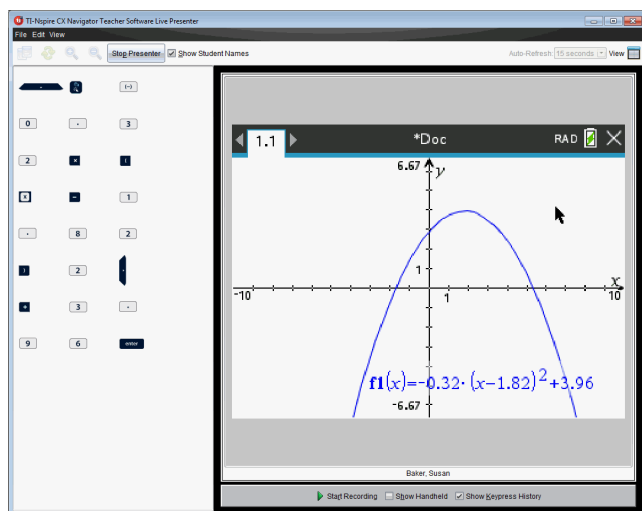 TI-Nspire CX Navigator Teacher Software Live Presenter
File Edit View
Stop Presenter Show Student Names Auto-Refresh: 15 seconds View
(-)
0 . 3
2 × (
x − 1
. 8 2
) 2
+ 3 .
9 6 enter
1.1 *Doc RAD
6.67 y
1
-10 1 x 10
f1(x)=-0.32·(x-1.82)²+3.96
-6.67
Baker, Susan
Start Recording Show Handheld Show Keypress History